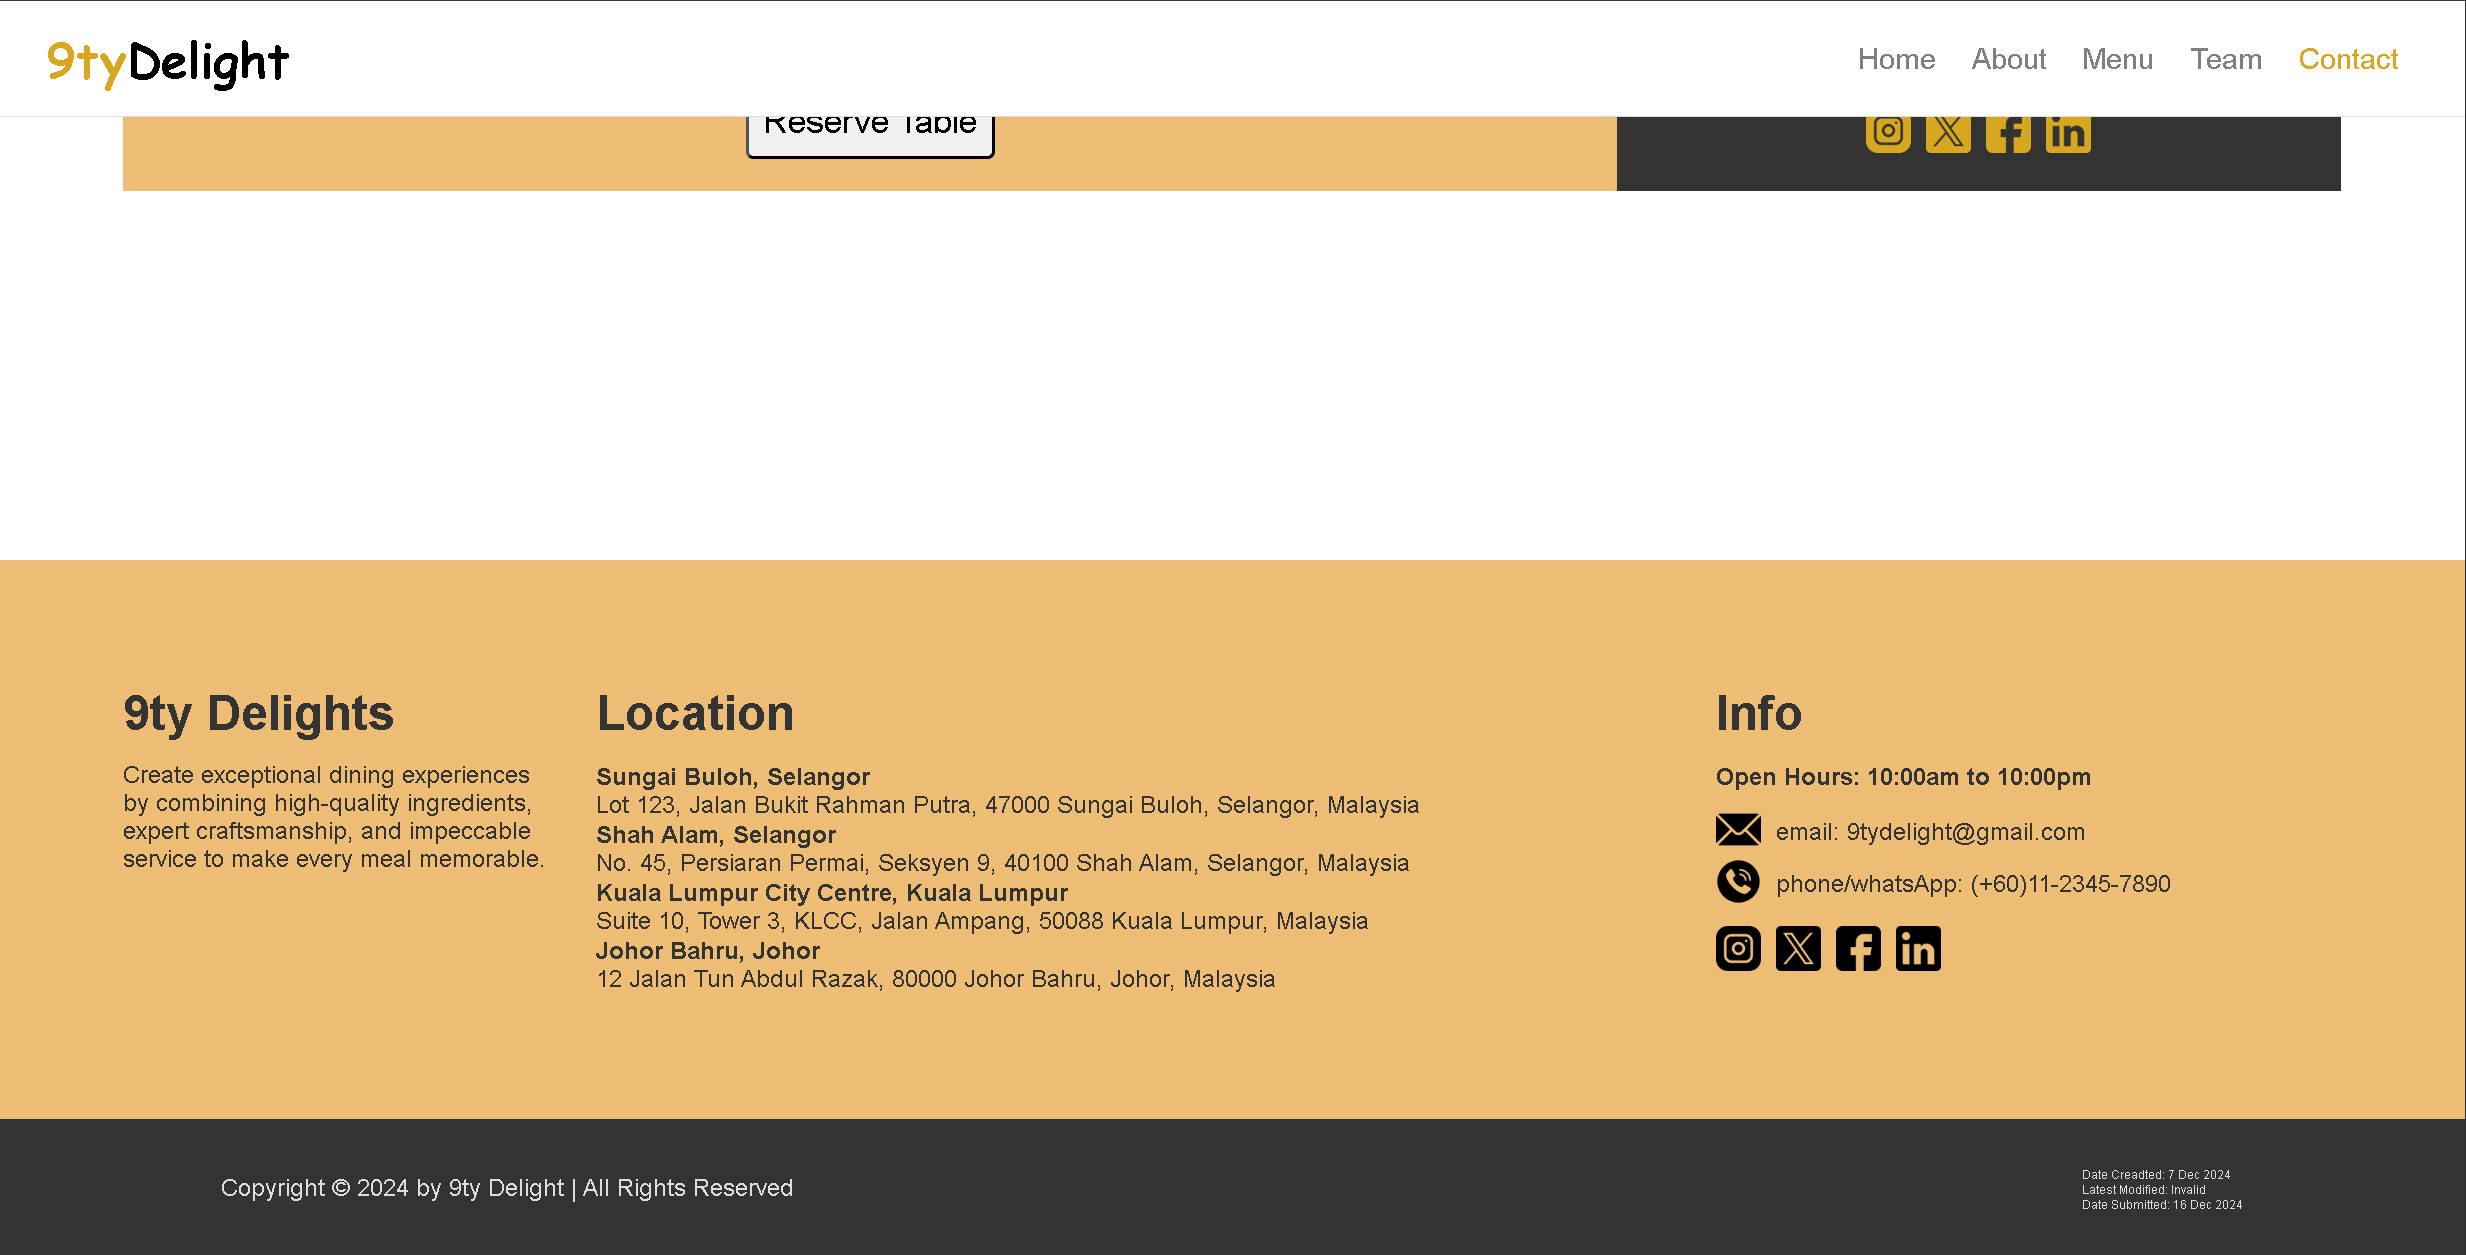 9tyDelight
Home About Menu Team Contact
Reserve Table
9ty Delights
Create exceptional dining experiences
by combining high-quality ingredients,
expert craftsmanship, and impeccable
service to make every meal memorable.
Location
Sungai Buloh, Selangor
Lot 123, Jalan Bukit Rahman Putra, 47000 Sungai Buloh, Selangor, Malaysia
Shah Alam, Selangor
No. 45, Persiaran Permai, Seksyen 9, 40100 Shah Alam, Selangor, Malaysia
Kuala Lumpur City Centre, Kuala Lumpur
Suite 10, Tower 3, KLCC, Jalan Ampang, 50088 Kuala Lumpur, Malaysia
Johor Bahru, Johor
12 Jalan Tun Abdul Razak, 80000 Johor Bahru, Johor, Malaysia
Info
Open Hours: 10:00am to 10:00pm
email: 9tydelight@gmail.com
phone/whatsApp: (+60)11-2345-7890
Copyright © 2024 by 9ty Delight | All Rights Reserved
Date Creadted: 7 Dec 2024
Latest Modified: Invalid
Date Submitted: 16 Dec 2024